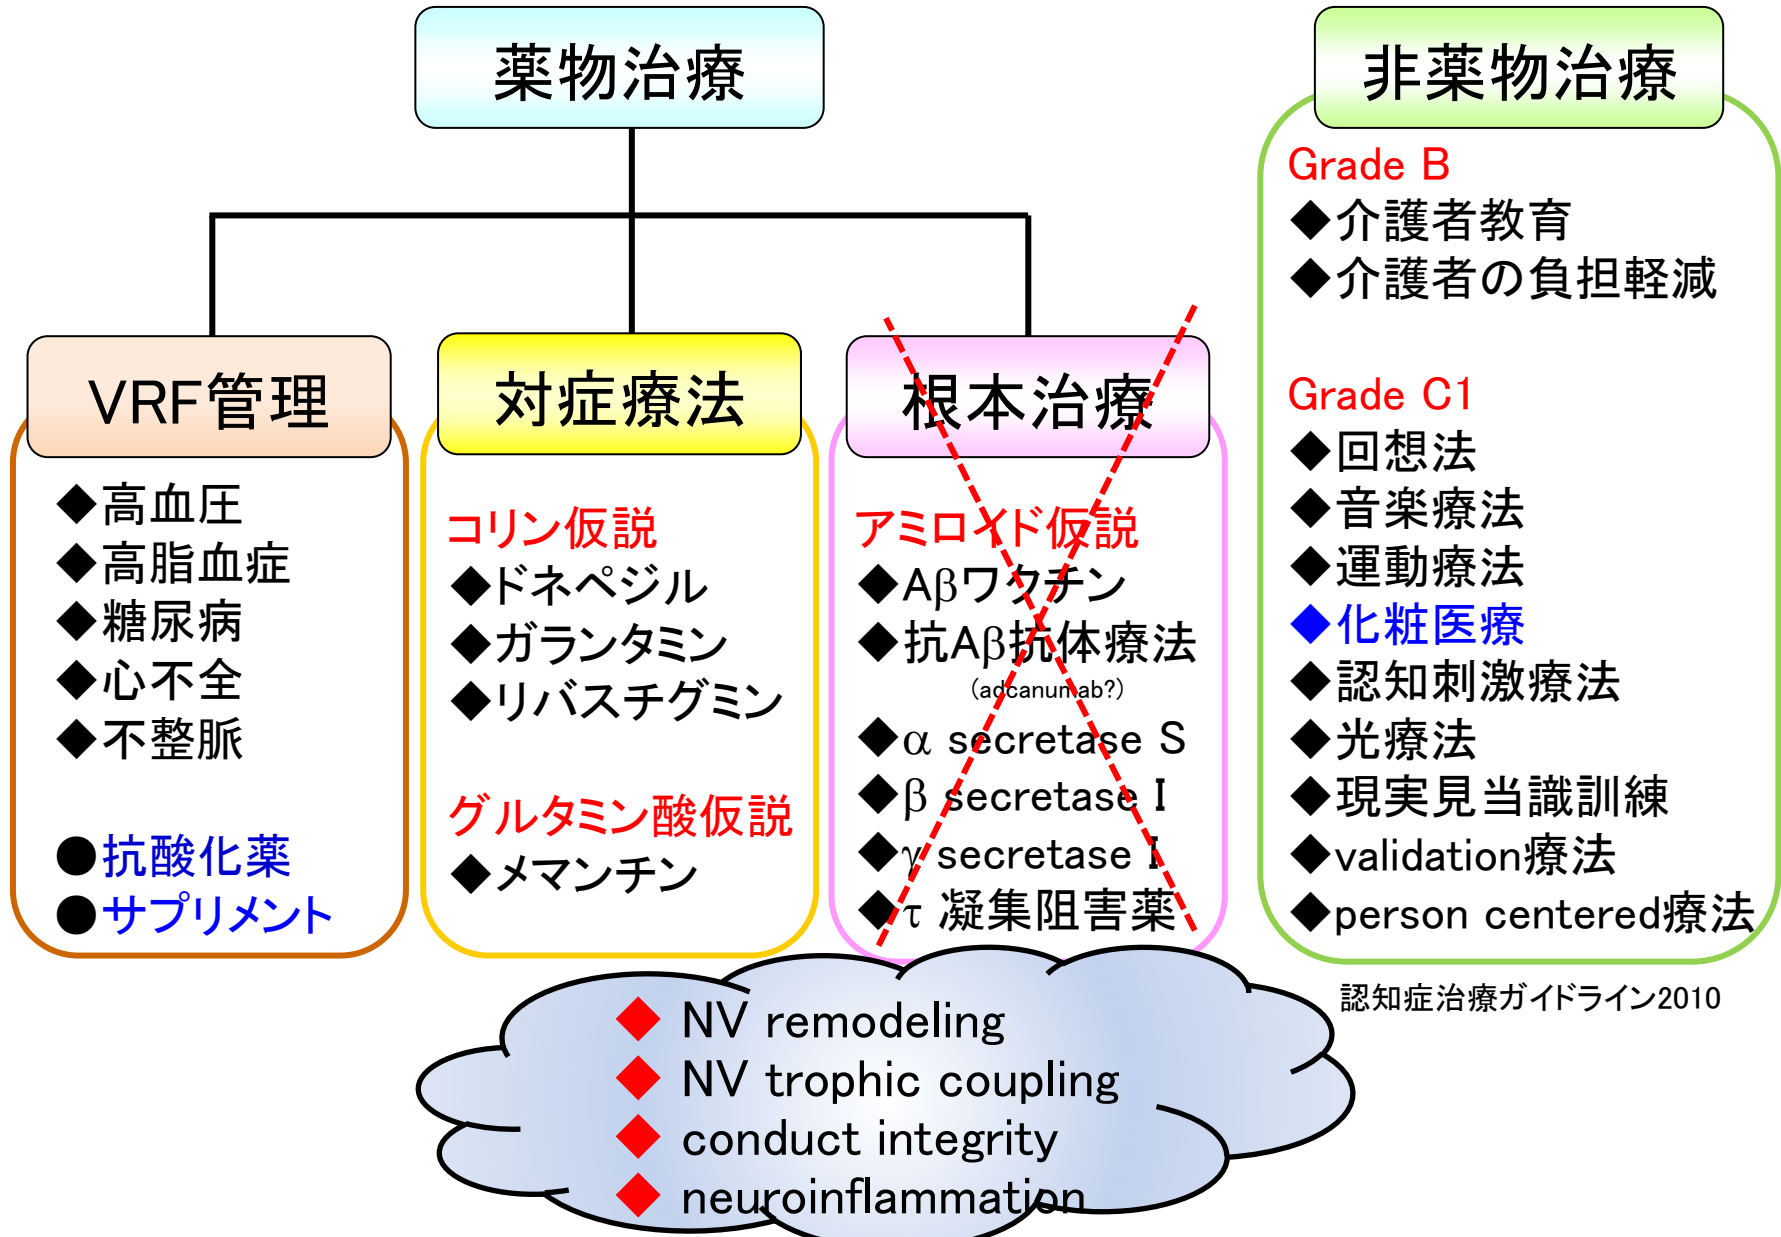 薬物治療
VRF管理
◆高血圧
◆高脂血症
◆糖尿病
◆心不全
◆不整脈
●抗酸化薬
●サプリメント
対症療法
コリン仮説
◆ドネペジル
◆ガランタミン
◆リバスチグミン
グルタミン酸仮説
◆メマンチン
根本治療
アミロイド仮説
◆Aβワクチン
◆抗Aβ抗体療法
(adcanumab?)
◆α secretase S
◆β secretase I
◆γ secretase I
◆τ 凝集阻害薬
◆ NV remodeling
◆ NV trophic coupling
◆ conduct integrity
◆ neuroinflammation
非薬物治療
Grade B
◆介護者教育
◆介護者の負担軽減
Grade C1
◆回想法
◆音楽療法
◆運動療法
◆化粧医療
◆認知刺激療法
◆光療法
◆現実見当識訓練
◆validation療法
◆person centered療法
認知症治療ガイドライン2010